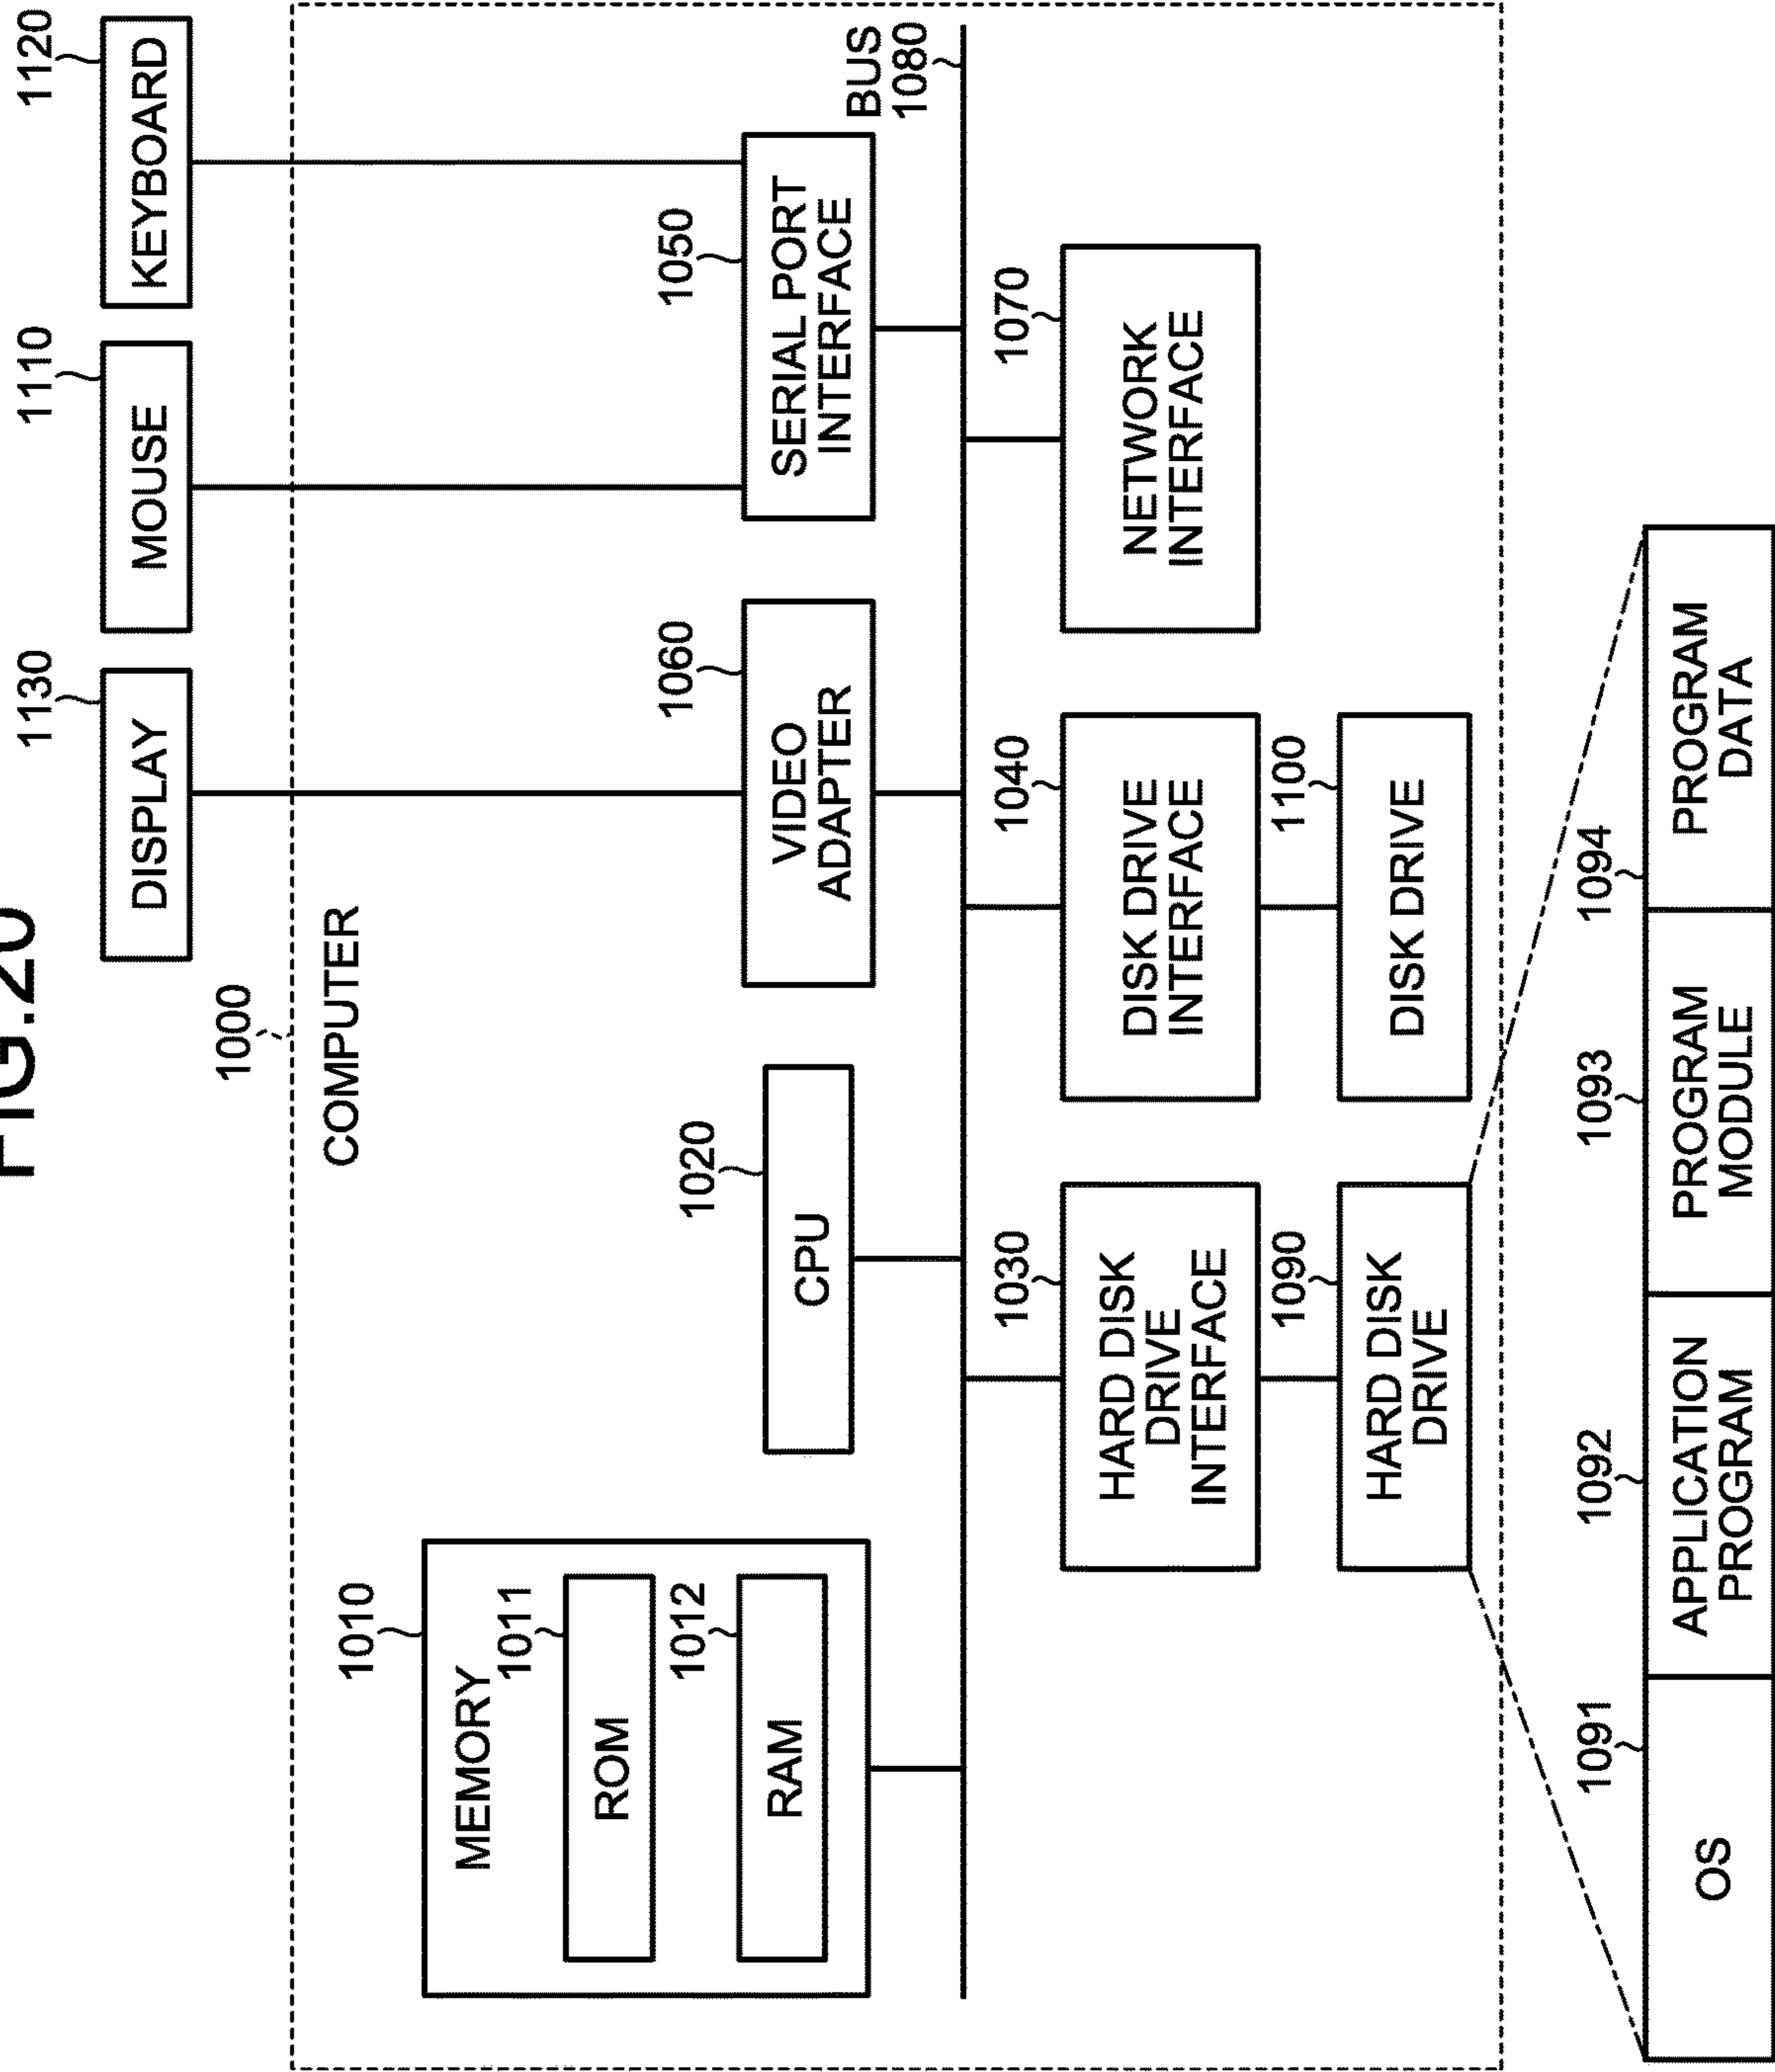 FIG.20
1130
DISPLAY
1110
MOUSE
1120
KEYBOARD
1000
COMPUTER
1010
MEMORY
1011
ROM
1012
RAM
1020
CPU
1060
VIDEO
ADAPTER
1050
SERIAL PORT
INTERFACE
BUS
1080
1030
HARD DISK
DRIVE
INTERFACE
1040
DISK DRIVE
INTERFACE
1070
NETWORK
INTERFACE
1090
HARD DISK
DRIVE
1100
DISK DRIVE
1091
OS
1092
APPLICATION
PROGRAM
1093
PROGRAM
MODULE
1094
PROGRAM
DATA